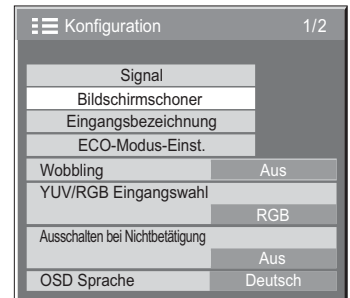 Konfiguration 1/2
Signal
Bildschirmschoner
Eingangsbezeichnung
ECO-Modus-Einst.
Wobbling Aus
YUV/RGB Eingangswahl
RGB
Ausschalten bei Nichtbetätigung
Aus
OSD Sprache Deutsch